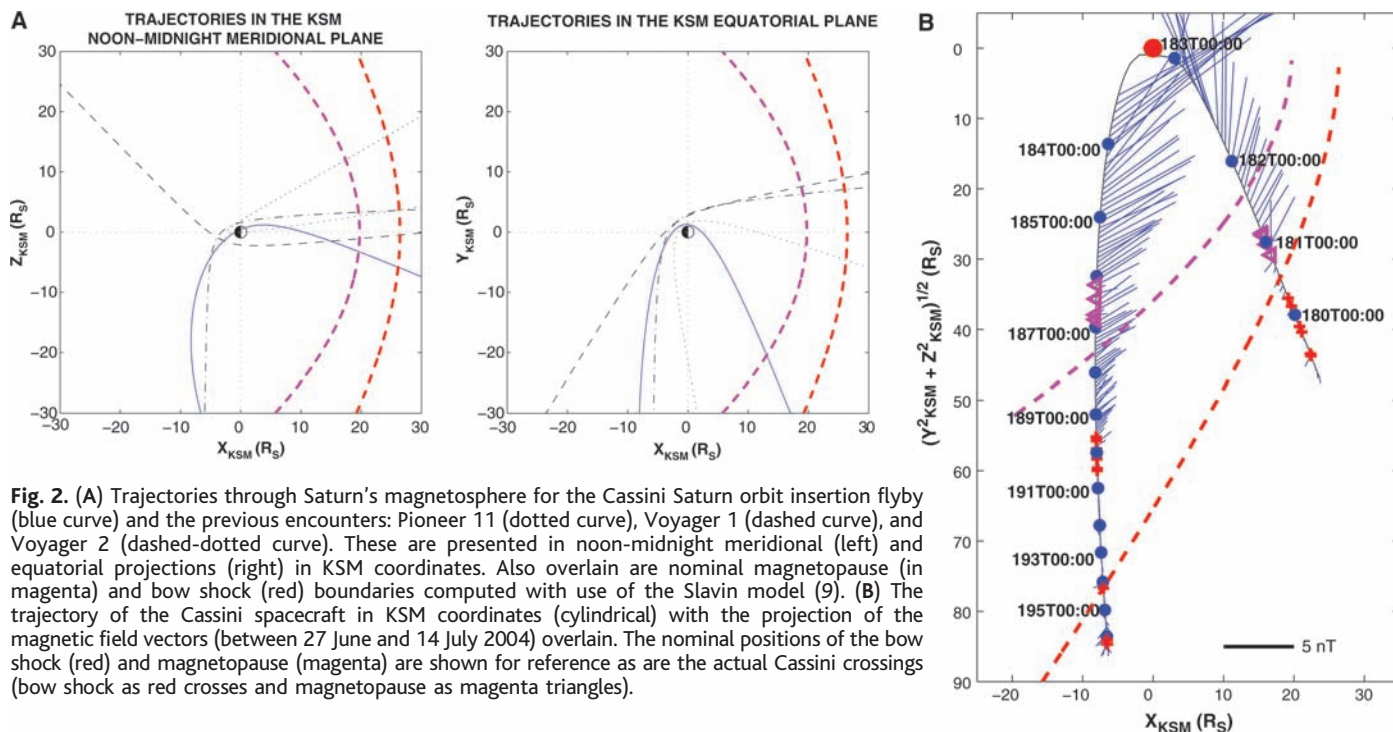 A
TRAJECTORIES IN THE KSM
NOON–MIDNIGHT MERIDIONAL PLANE
30
20
10
0
−10
−20
−30
Z_KSM (R_S)
−30 −20 −10 0 10 20 30
X_KSM (R_S)
TRAJECTORIES IN THE KSM EQUATORIAL PLANE
30
20
10
0
−10
−20
−30
Y_KSM (R_S)
−30 −20 −10 0 10 20 30
X_KSM (R_S)
B
0
10
20
30
40
50
60
70
80
90
(Y²_KSM + Z²_KSM)^1/2 (R_S)
183T00:00
184T00:00
182T00:00
185T00:00
181T00:00
187T00:00
180T00:00
189T00:00
191T00:00
193T00:00
195T00:00
5 nT
−20 −10 0 10 20 30
X_KSM (R_S)
Fig. 2. (A) Trajectories through Saturn's magnetosphere for the Cassini Saturn orbit insertion flyby
(blue curve) and the previous encounters: Pioneer 11 (dotted curve), Voyager 1 (dashed curve), and
Voyager 2 (dashed-dotted curve). These are presented in noon-midnight meridional (left) and
equatorial projections (right) in KSM coordinates. Also overlain are nominal magnetopause (in
magenta) and bow shock (red) boundaries computed with use of the Slavin model (9). (B) The
trajectory of the Cassini spacecraft in KSM coordinates (cylindrical) with the projection of the
magnetic field vectors (between 27 June and 14 July 2004) overlain. The nominal positions of the bow
shock (red) and magnetopause (magenta) are shown for reference as are the actual Cassini crossings
(bow shock as red crosses and magnetopause as magenta triangles).